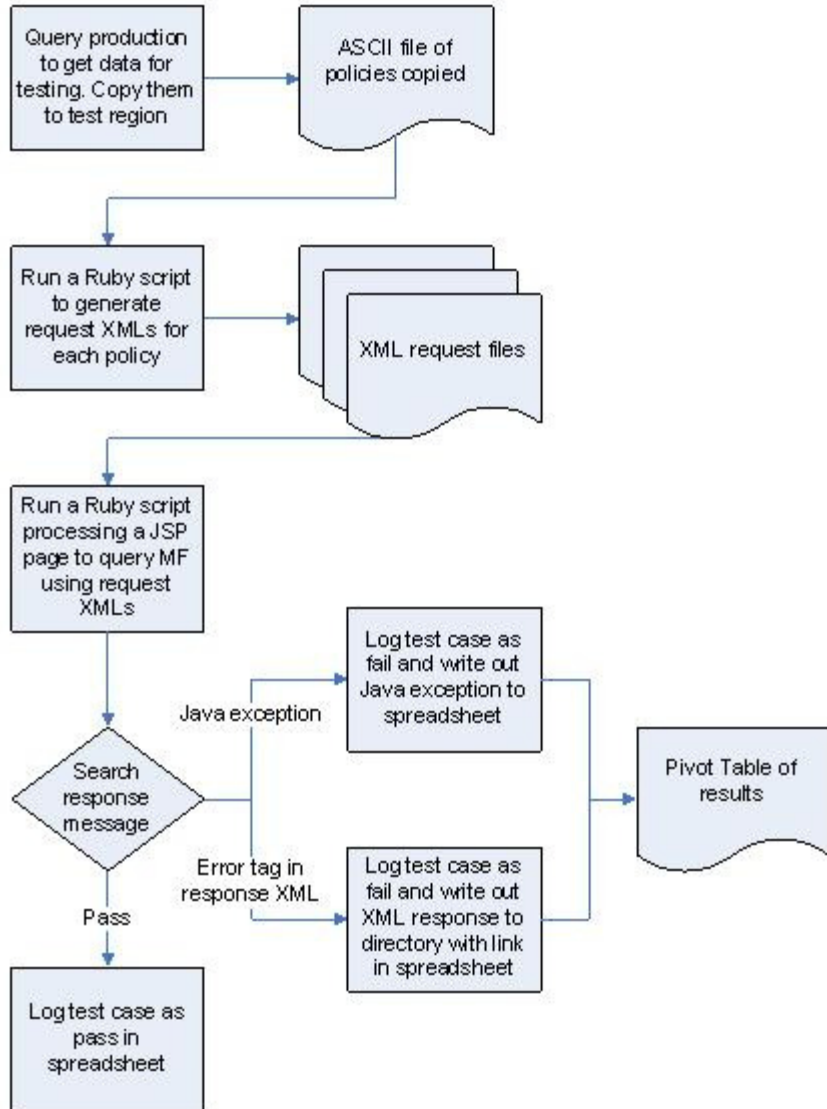 Query production
to get data for
testing. Copy them
to test region
ASCII file of
policies copied
Run a Ruby script
to generate
request XMLs for
each policy
XML request files
Run a Ruby script
processing a JSP
page to query MF
using request
XMLs
Log test case as
fail and write out
Java exception to
spreadsheet
Java exception
Search
response
message
Pivot Table of
results
Error tag in
response XML
Log test case as
fail and write out
XML response to
directory with link
in spreadsheet
Pass
Log test case as
pass in
spreadsheet